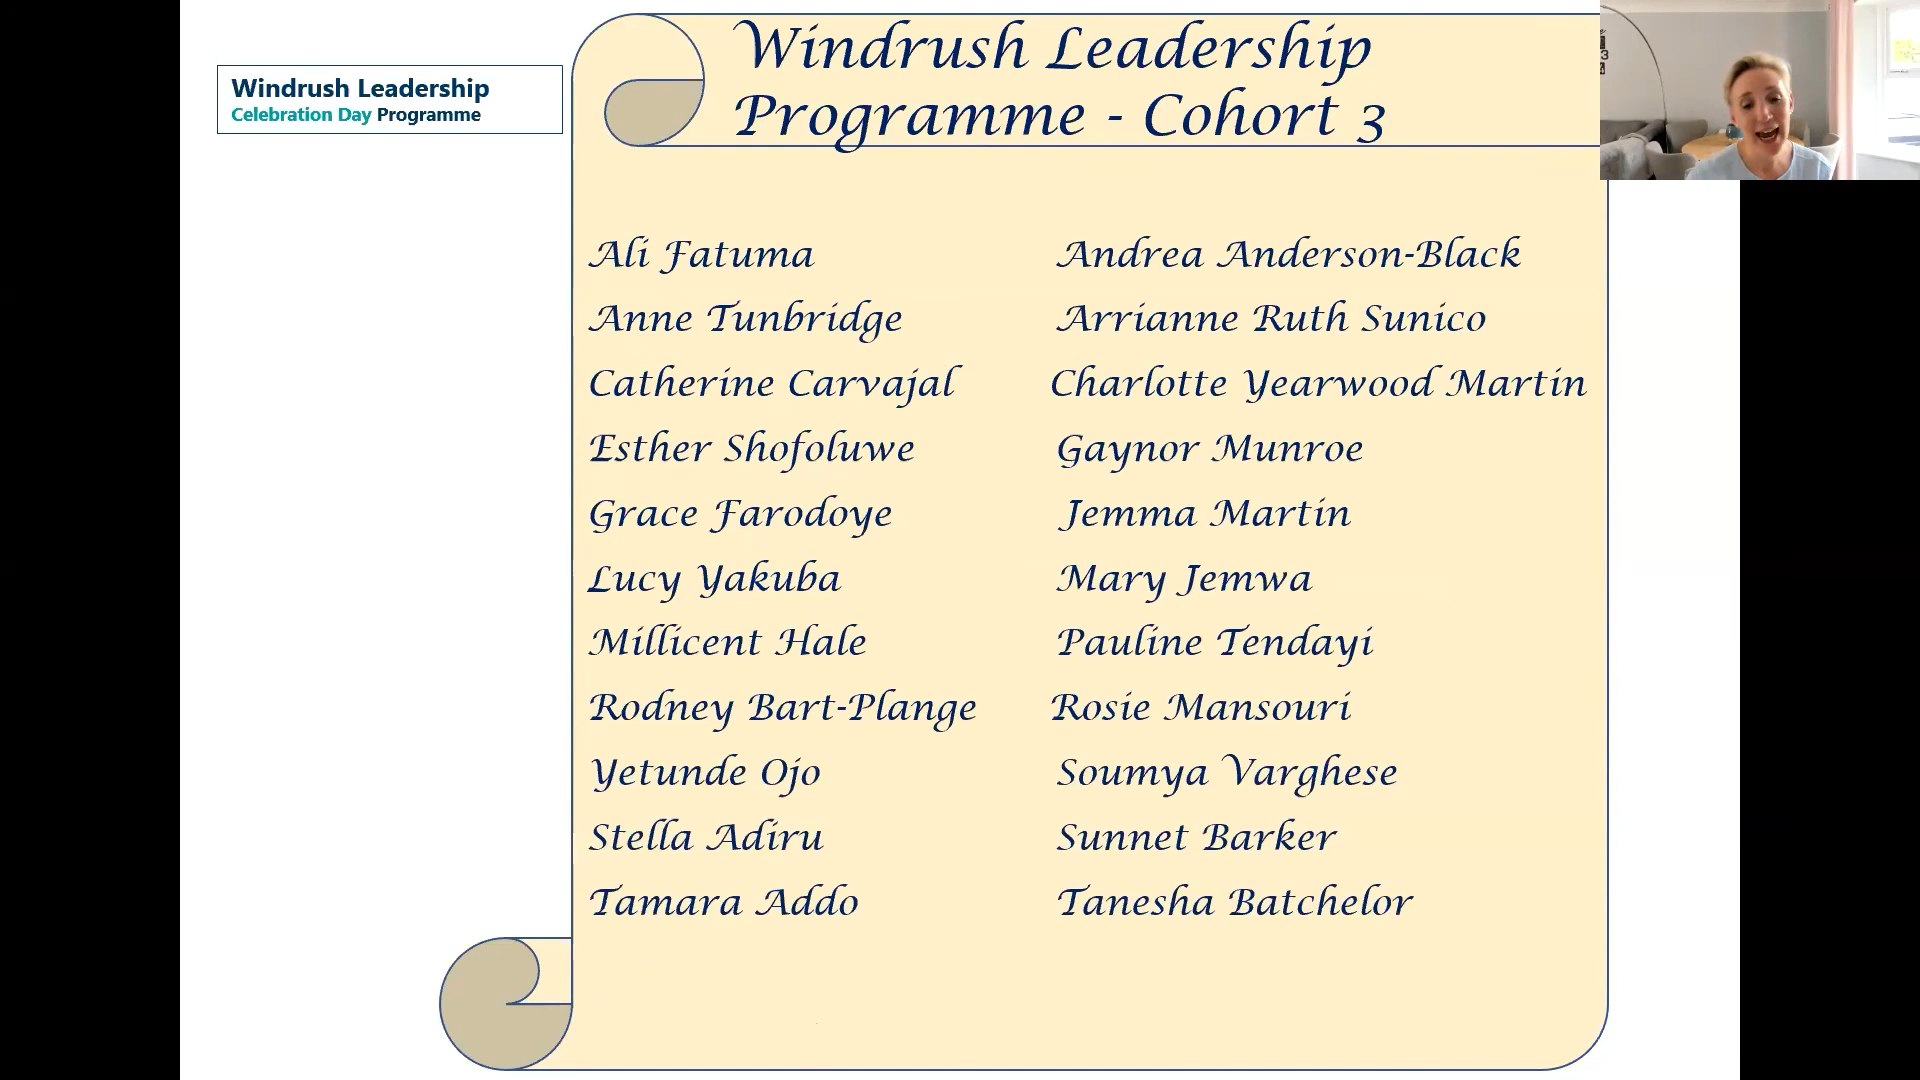 Windrush Leadership
Celebration Day Programme
Windrush Leadership
Programme - Cohort 3
Ali Fatuma
Andrea Anderson-Black
Anne Tunbridge
Arrianne Ruth Sunico
Catherine Carvajal
Charlotte Yearwood Martin
Esther Shofoluwe
Gaynor Munroe
Grace Farodoye
Jemma Martin
Lucy Yakuba
Mary Jemwa
Millicent Hale
Pauline Tendayi
Rodney Bart-Plange
Rosie Mansouri
Yetunde Ojo
Soumya Varghese
Stella Adiru
Sunnet Barker
Tamara Addo
Tanesha Batchelor